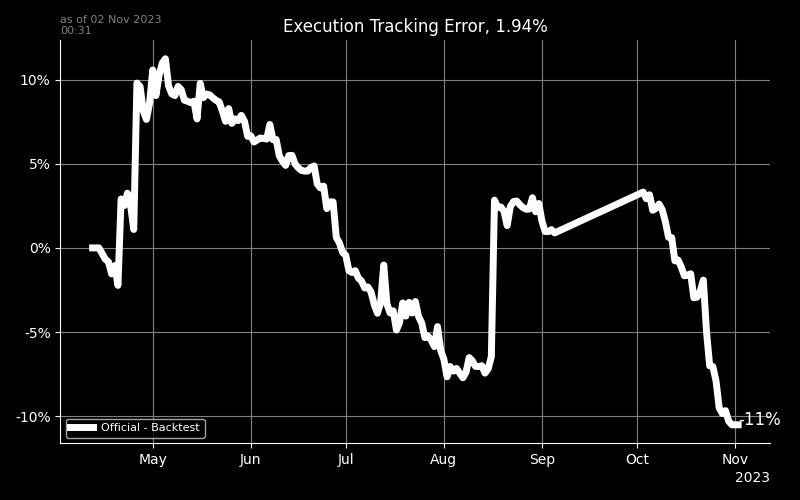 as of 02 Nov 2023
00:31
Execution Tracking Error, 1.94%
10%
5%
0%
-5%
-10%
-11%
Official - Backtest
May
Jun
Jul
Aug
Sep
Oct
Nov
2023